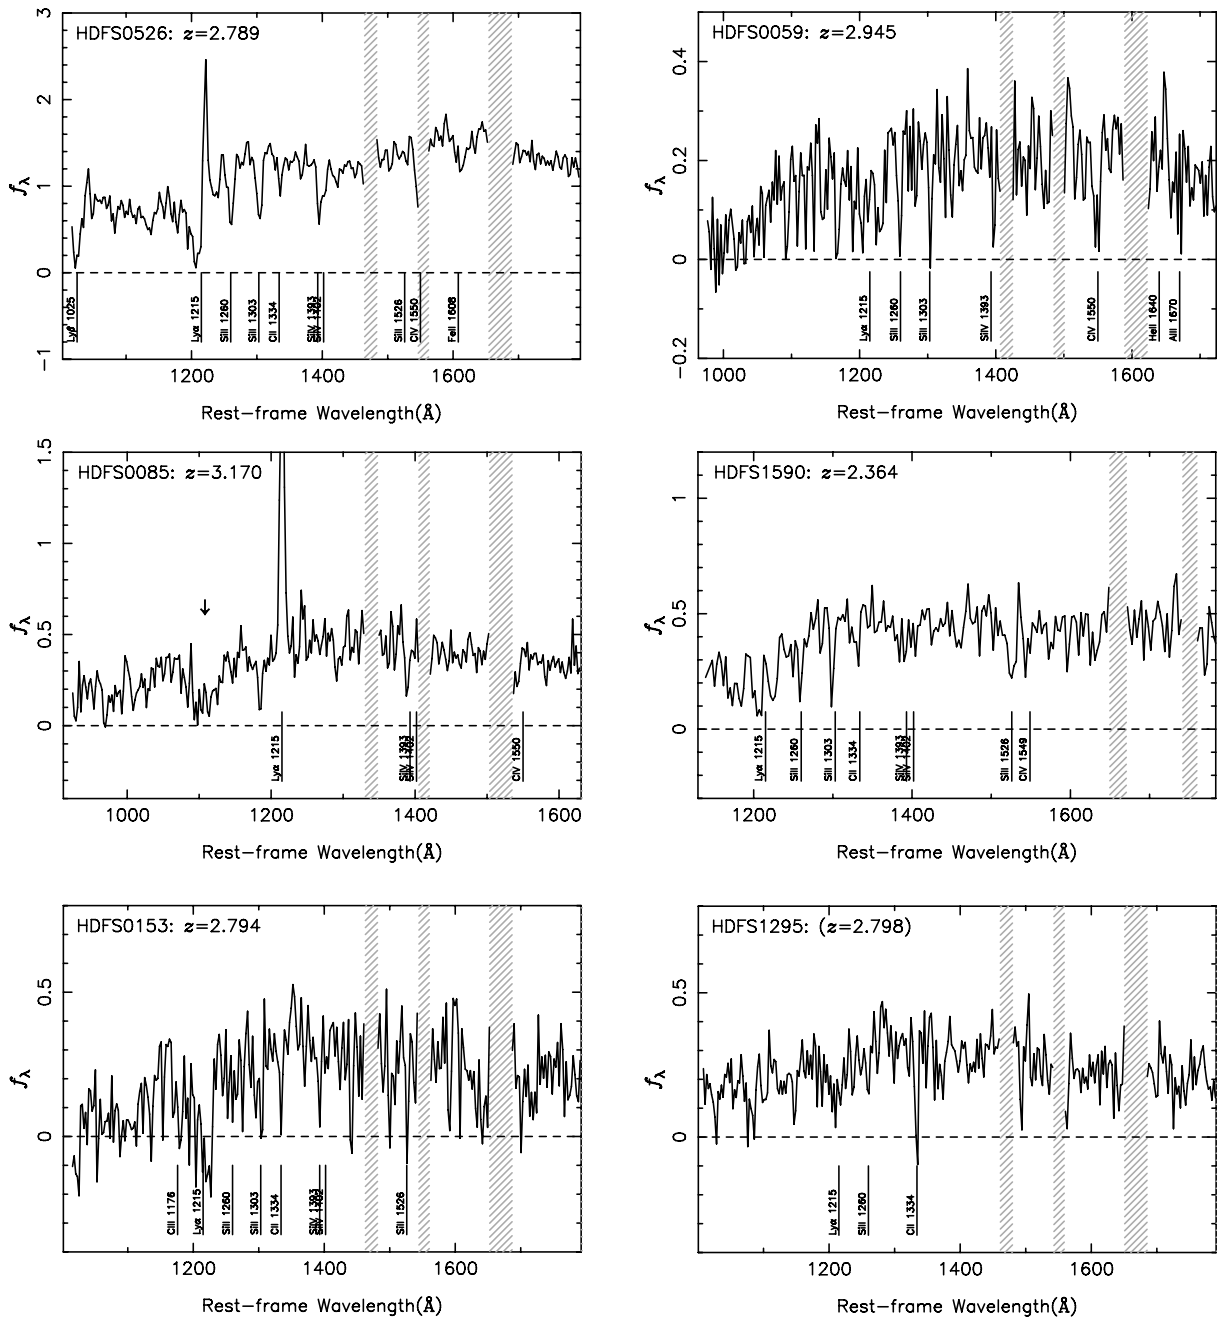 HDFS0526: z=2.789
3
2
1
0
−1
fλ
Lyβ 1025
Lyα 1215
SiII 1260
SiII 1303
CII 1334
SiIV 1393
SiIV 1402
SiII 1526
CIV 1550
FeII 1608
1200
1400
1600
Rest−frame Wavelength(Å)
HDFS0059: z=2.945
0.4
0.2
0
−0.2
fλ
Lyα 1215
SiII 1260
SiII 1303
SiIV 1393
CIV 1550
HeII 1640
AlII 1670
1000
1200
1400
1600
Rest−frame Wavelength(Å)
HDFS0085: z=3.170
1.5
1
0.5
0
fλ
Lyα 1215
SiIV 1393
SiIV 1402
CIV 1550
1000
1200
1400
1600
Rest−frame Wavelength(Å)
HDFS1590: z=2.364
1
0.5
0
fλ
Lyα 1215
SiII 1260
SiII 1303
CII 1334
SiIV 1393
SiIV 1402
SiII 1526
CIV 1549
1200
1400
1600
Rest−frame Wavelength(Å)
HDFS0153: z=2.794
0.5
0
fλ
CIII 1176
Lyα 1215
SiII 1260
SiII 1303
CII 1334
SiIV 1393
SiIV 1402
SiII 1526
1200
1400
1600
Rest−frame Wavelength(Å)
HDFS1295: (z=2.798)
0.5
0
fλ
Lyα 1215
SiII 1260
CII 1334
1200
1400
1600
Rest−frame Wavelength(Å)